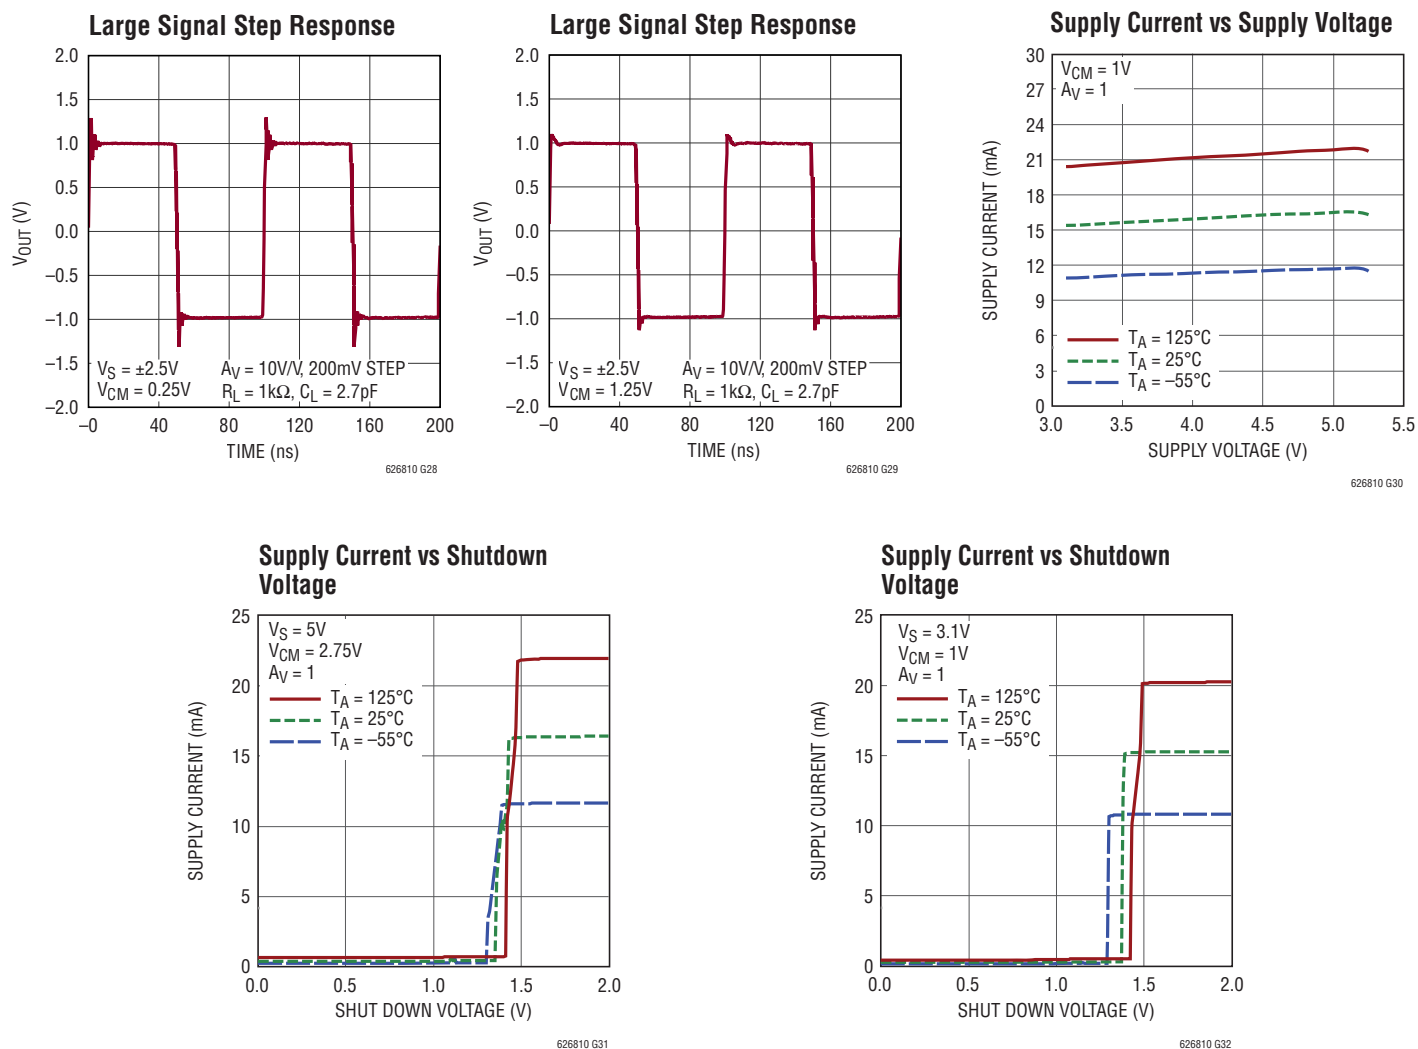 Large Signal Step Response
2.0
1.5
1.0
0.5
0.0
–0.5
–1.0
–1.5
–2.0
VOUT (V)
VS = ±2.5V
VCM = 0.25V
AV = 10V/V, 200mV STEP
RL = 1kΩ, CL = 2.7pF
–0
40
80
120
160
200
TIME (ns)
626810 G28
Large Signal Step Response
2.0
1.5
1.0
0.5
0.0
–0.5
–1.0
–1.5
–2.0
VOUT (V)
VS = ±2.5V
VCM = 1.25V
AV = 10V/V, 200mV STEP
RL = 1kΩ, CL = 2.7pF
–0
40
80
120
160
200
TIME (ns)
626810 G29
Supply Current vs Supply Voltage
30
27
24
21
18
15
12
9
6
3
0
SUPPLY CURRENT (mA)
VCM = 1V
AV = 1
TA = 125°C
TA = 25°C
TA = –55°C
3.0
3.5
4.0
4.5
5.0
5.5
SUPPLY VOLTAGE (V)
626810 G30
Supply Current vs Shutdown
Voltage
25
20
15
10
5
0
SUPPLY CURRENT (mA)
VS = 5V
VCM = 2.75V
AV = 1
TA = 125°C
TA = 25°C
TA = –55°C
0.0
0.5
1.0
1.5
2.0
SHUT DOWN VOLTAGE (V)
626810 G31
Supply Current vs Shutdown
Voltage
25
20
15
10
5
0
SUPPLY CURRENT (mA)
VS = 3.1V
VCM = 1V
AV = 1
TA = 125°C
TA = 25°C
TA = –55°C
0.0
0.5
1.0
1.5
2.0
SHUT DOWN VOLTAGE (V)
626810 G32